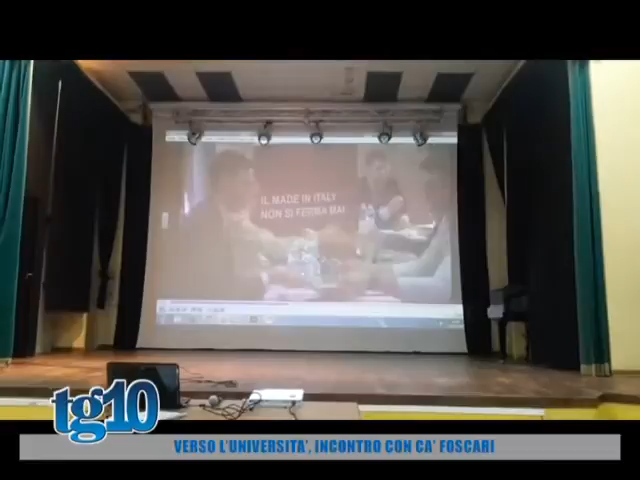 IL MADE IN ITALY
NON SI FERMA MAI
tg10
VERSO L'UNIVERSITA', INCONTRO CON CA' FOSCARI